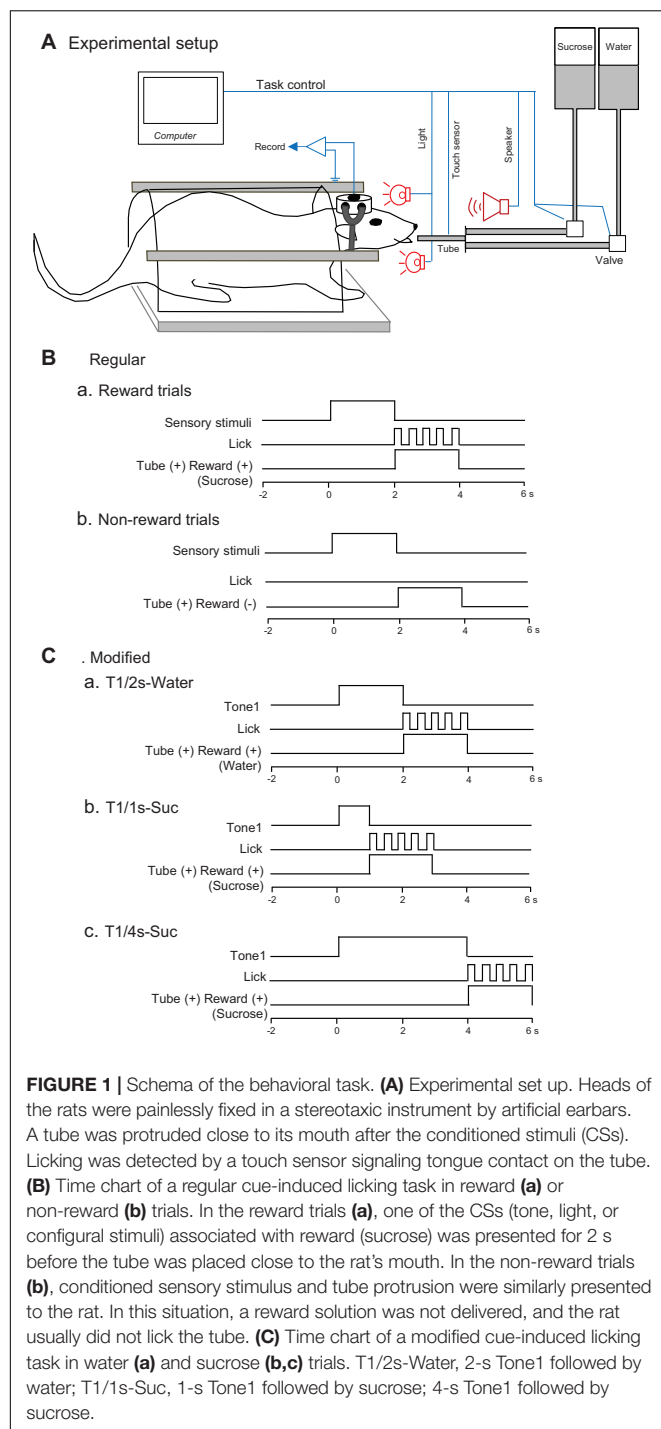 A Experimental setup
Sucrose Water
Task control
Computer
Record
Light
Touch sensor
Speaker
Tube
Valve
B Regular
a. Reward trials
Sensory stimuli
Lick
Tube (+) Reward (+)
(Sucrose)
-2 0 2 4 6 s
b. Non-reward trials
Sensory stimuli
Lick
Tube (+) Reward (-)
-2 0 2 4 6 s
C . Modified
a. T1/2s-Water
Tone1
Lick
Tube (+) Reward (+)
(Water)
-2 0 2 4 6 s
b. T1/1s-Suc
Tone1
Lick
Tube (+) Reward (+)
(Sucrose)
-2 0 2 4 6 s
c. T1/4s-Suc
Tone1
Lick
Tube (+) Reward (+)
(Sucrose)
-2 0 2 4 6 s
FIGURE 1 | Schema of the behavioral task. (A) Experimental set up. Heads of
the rats were painlessly fixed in a stereotaxic instrument by artificial earbars.
A tube was protruded close to its mouth after the conditioned stimuli (CSs).
Licking was detected by a touch sensor signaling tongue contact on the tube.
(B) Time chart of a regular cue-induced licking task in reward (a) or
non-reward (b) trials. In the reward trials (a), one of the CSs (tone, light, or
configural stimuli) associated with reward (sucrose) was presented for 2 s
before the tube was placed close to the rat's mouth. In the non-reward trials
(b), conditioned sensory stimulus and tube protrusion were similarly presented
to the rat. In this situation, a reward solution was not delivered, and the rat
usually did not lick the tube. (C) Time chart of a modified cue-induced licking
task in water (a) and sucrose (b,c) trials. T1/2s-Water, 2-s Tone1 followed by
water; T1/1s-Suc, 1-s Tone1 followed by sucrose; 4-s Tone1 followed by
sucrose.